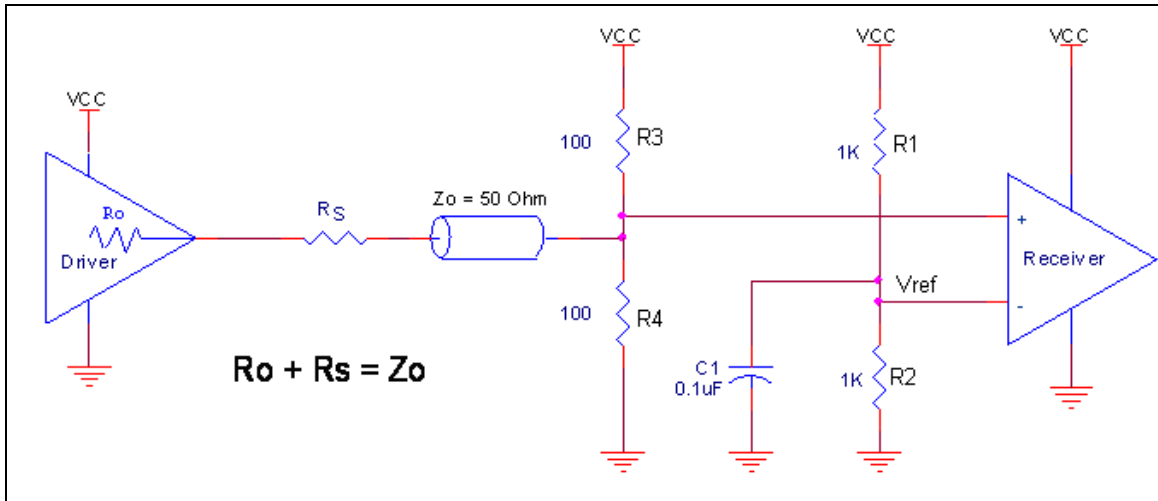 VCC
VCC
VCC
VCC
Ro
Driver
RS
Zo = 50 Ohm
100
R3
1K
R1
+
Receiver
Vref
-
100
R4
Ro + Rs = Zo
C1
0.1uF
1K
R2